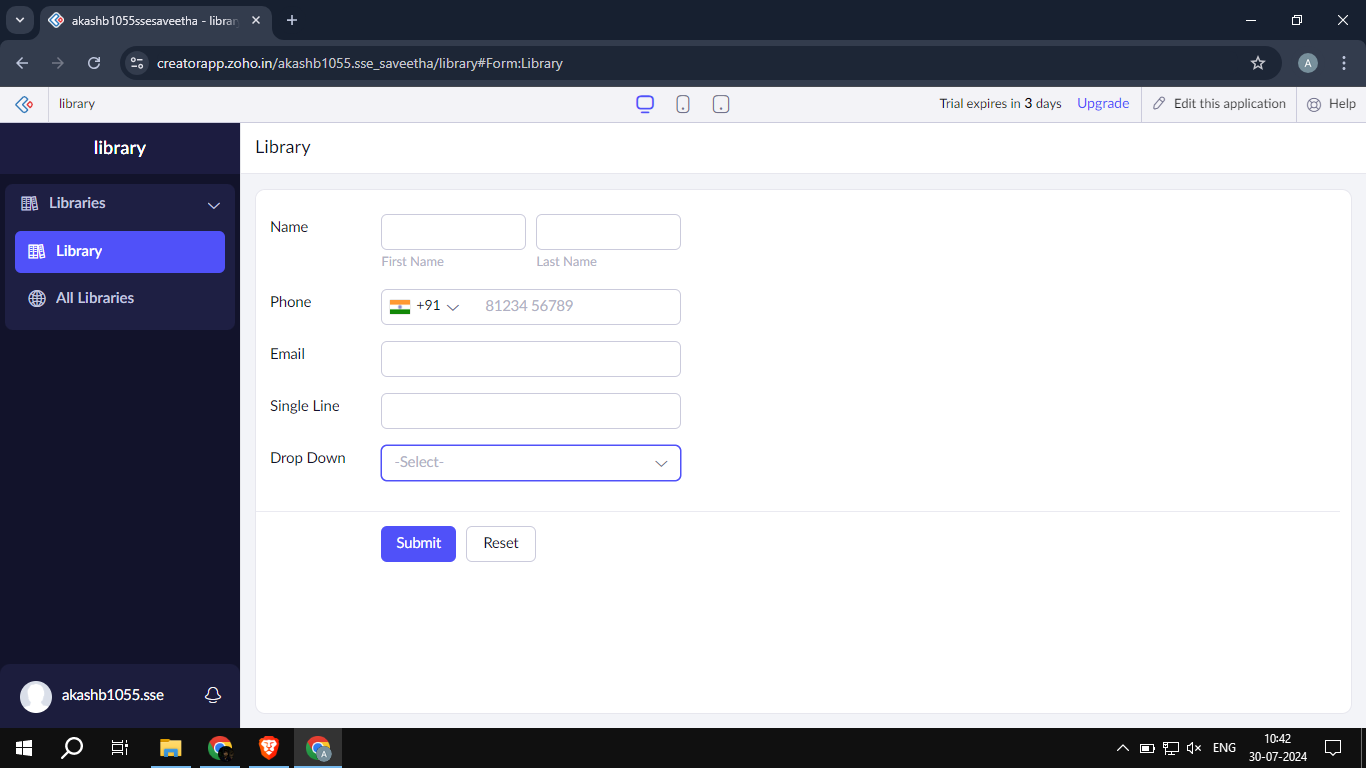 akashb1055ssesaveetha - librar
creatorapp.zoho.in/akashb1055.sse_saveetha/library#Form:Library
A
library
Trial expires in 3 days Upgrade Edit this application Help
library
Library
Libraries
Library
All Libraries
Name
First Name Last Name
Phone +91 81234 56789
Email
Single Line
Drop Down -Select-
Submit Reset
akashb1055.sse
A
ENG
10:42
30-07-2024